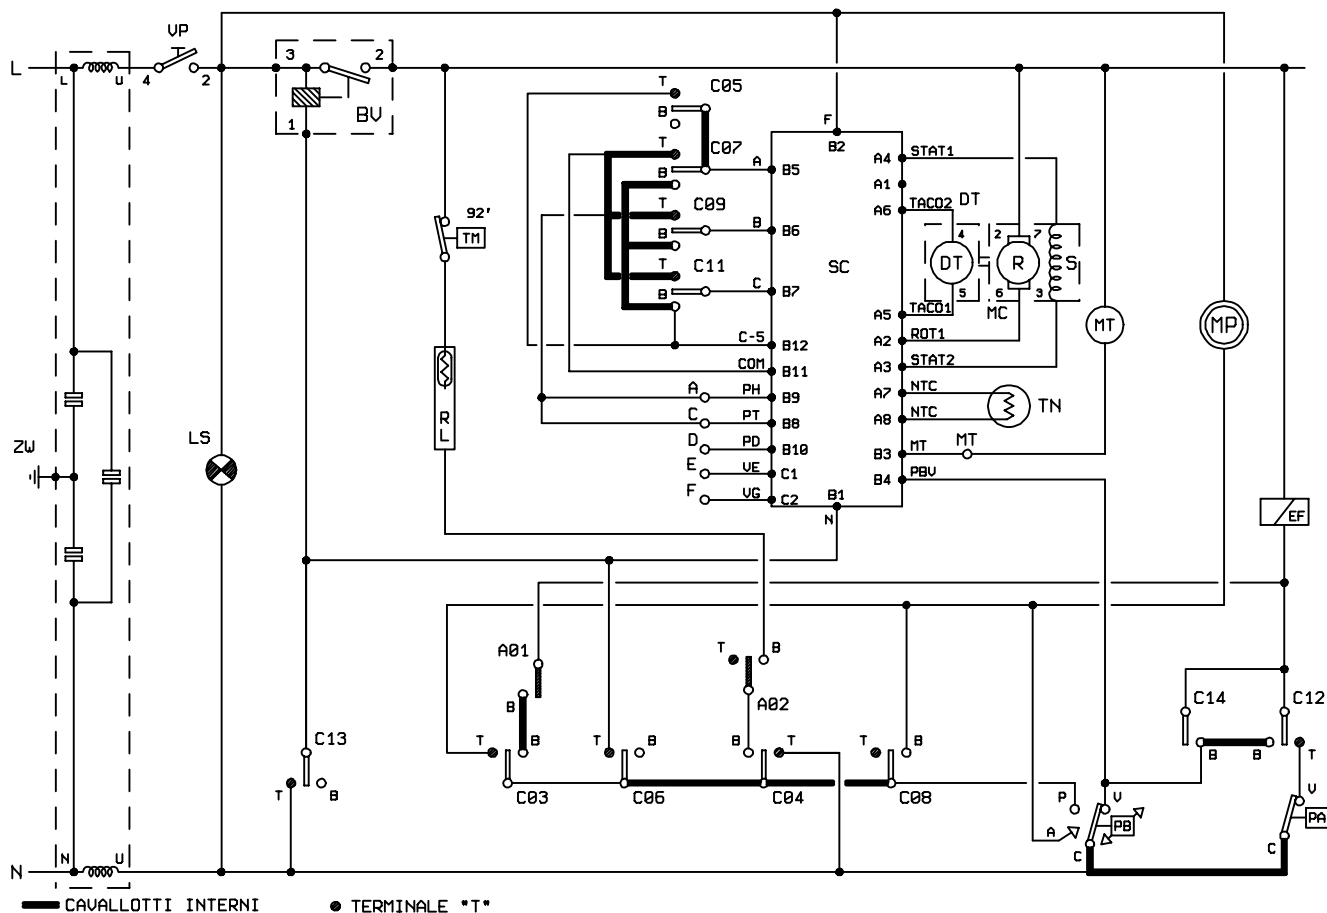 VP
T
3
2
L
L
U
4
2
BV
1
T
C05
B
F
B2
T
C07
B
A
B5
A4
STAT1
A1
T
C09
A6
TACO2
DT
92'
TM
B
B
B6
4
2
7
T
C11
SC
DT
R
S
B
C
B7
5
6
3
A5
TACO1
MC
MT
MP
C-5
B12
A2
ROT1
COM
B11
A3
STAT2
A
PH
B9
A7
NTC
TN
C
PT
B8
A8
NTC
RL
LS
D
PD
B10
B3
MT
MT
ZW
E
VE
C1
B4
PBV
F
VG
C2
B1
N
EF
A01
T
B
B
A02
C14
C12
C13
T
B
T
B
B
T
T
B
B
B
T
T
B
C03
C06
C04
C08
P
V
V
A
PB
PA
C
C
N
N
U
CAVALLOTTI INTERNI
TERMINALE "T"